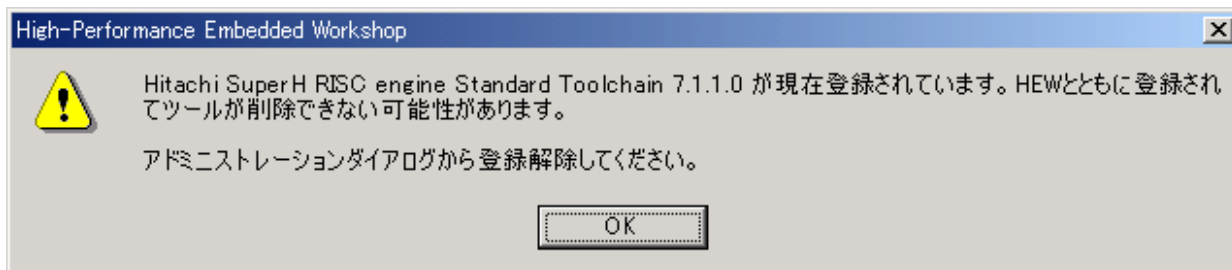 High-Performance Embedded Workshop
Hitachi SuperH RISC engine Standard Toolchain 7.1.1.0 が現在登録されています。HEWとともに登録され
てツールが削除できない可能性があります。
アドミニストレーションダイアログから登録解除してください。
OK